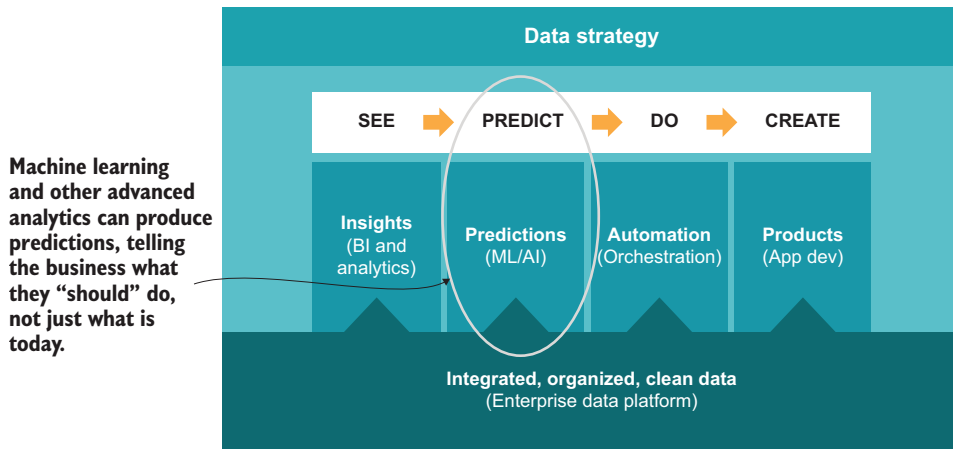 Data strategy
SEE PREDICT DO CREATE
Machine learning
and other advanced
analytics can produce
predictions, telling
the business what
they “should” do,
not just what is
today.
Insights
(BI and
analytics)
Predictions
(ML/AI)
Automation
(Orchestration)
Products
(App dev)
Integrated, organized, clean data
(Enterprise data platform)